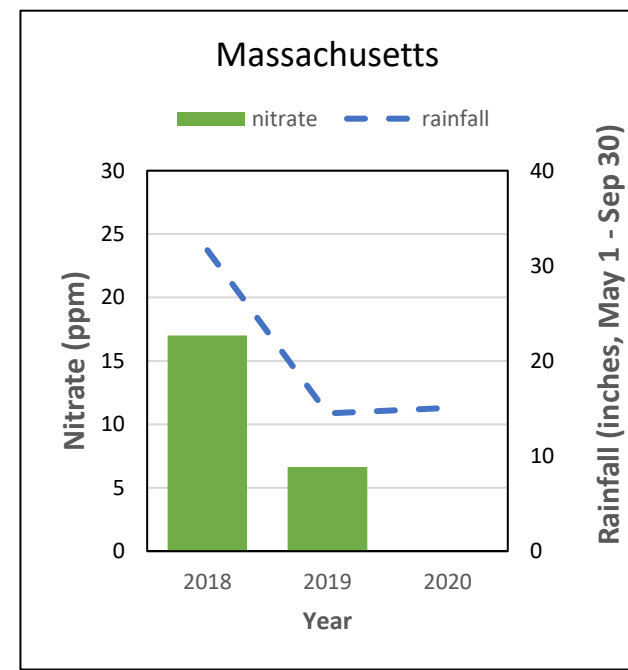 Massachusetts
nitrate rainfall
30
25
20
15
10
5
0
Nitrate (ppm)
40
30
20
10
0
Rainfall (inches, May 1 - Sep 30)
2018 2019 2020
Year